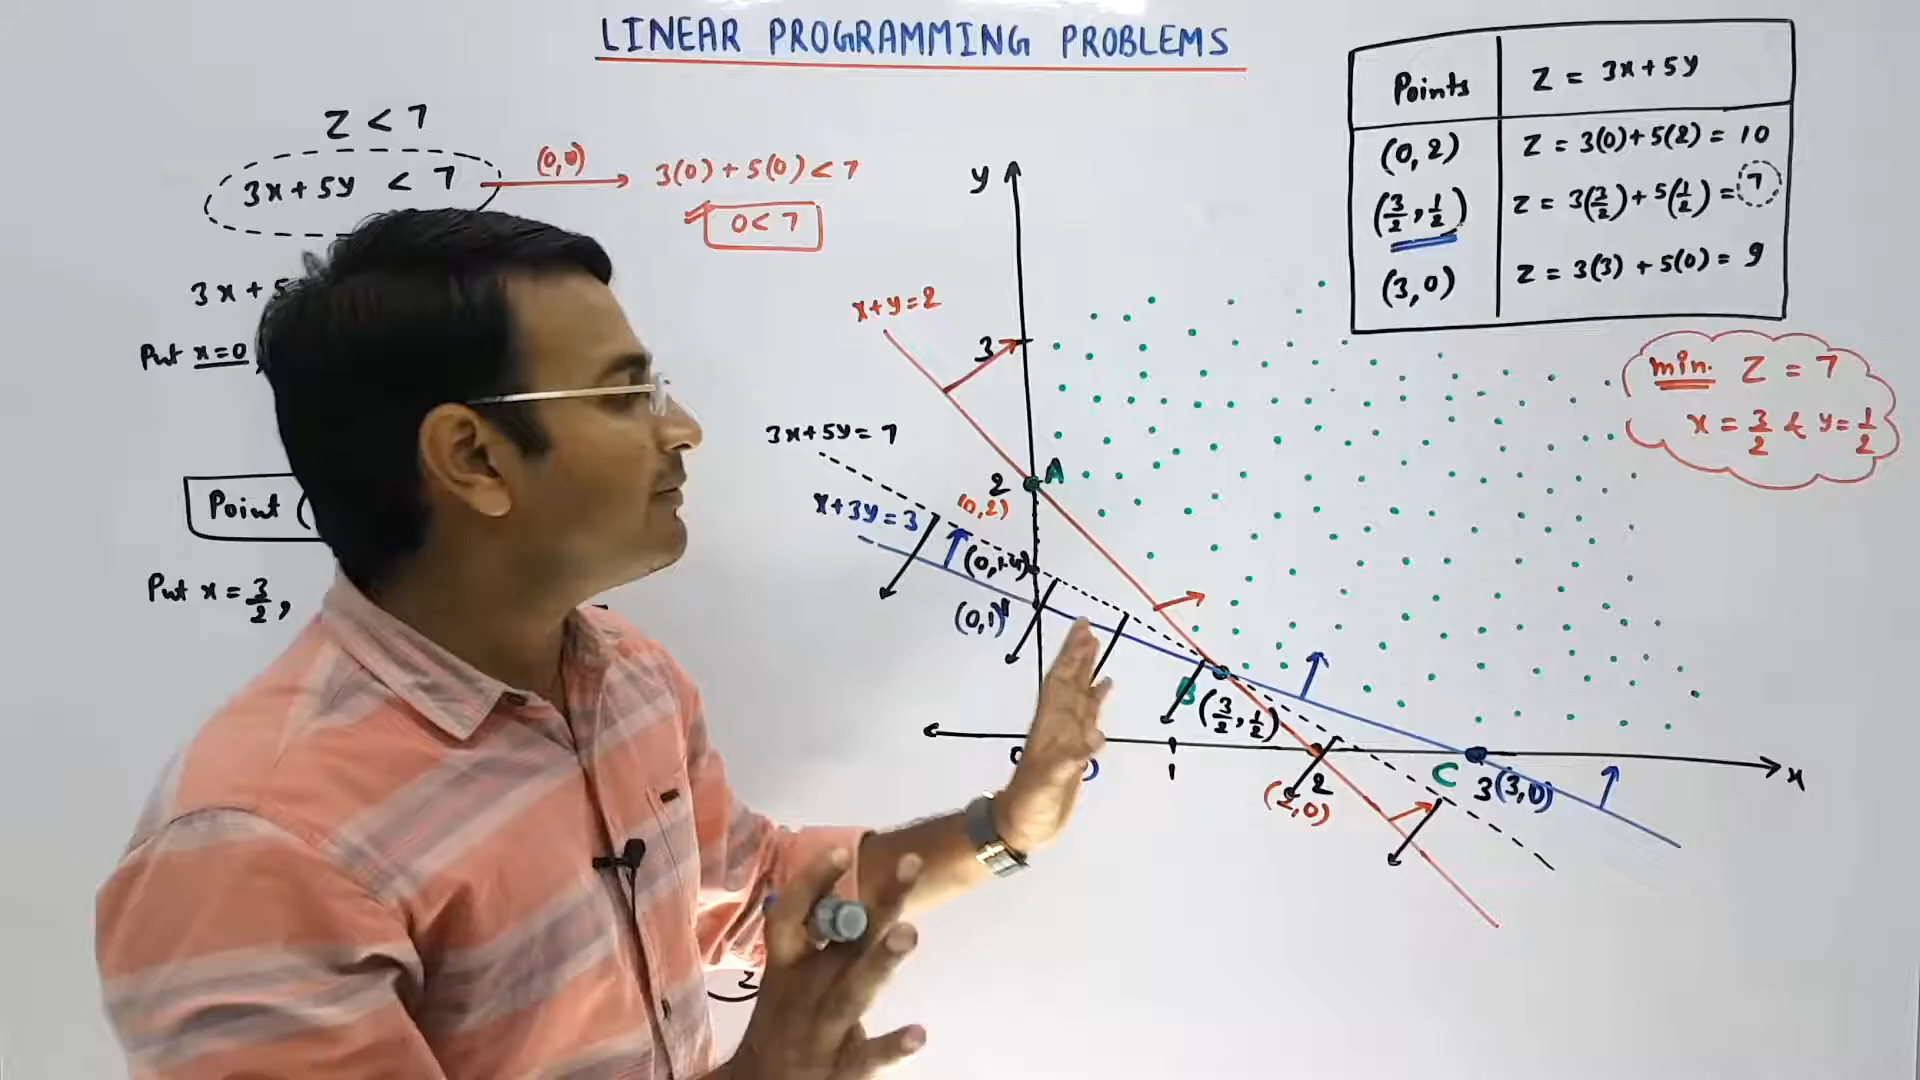 LINEAR PROGRAMMING PROBLEMS
Z < 7
3x+5y < 7
(0,0)
3(0)+5(0)<7
0<7
3x+5
Put x=0,
Point (
Put x=3/2,
Points
Z = 3x+5y
(0,2)
Z = 3(0)+5(2) = 10
(3/2,1/2)
Z = 3(3/2)+5(1/2) = 7
(3,0)
Z = 3(3) + 5(0) = 9
min. Z = 7
x = 3/2 & y = 1/2
y
x+y=2
3
3x+5y=7
2
A
(0,2)
x+3y=3
(0,1)
B
(3/2,1/2)
1
2
(2,0)
C
3(3,0)
x